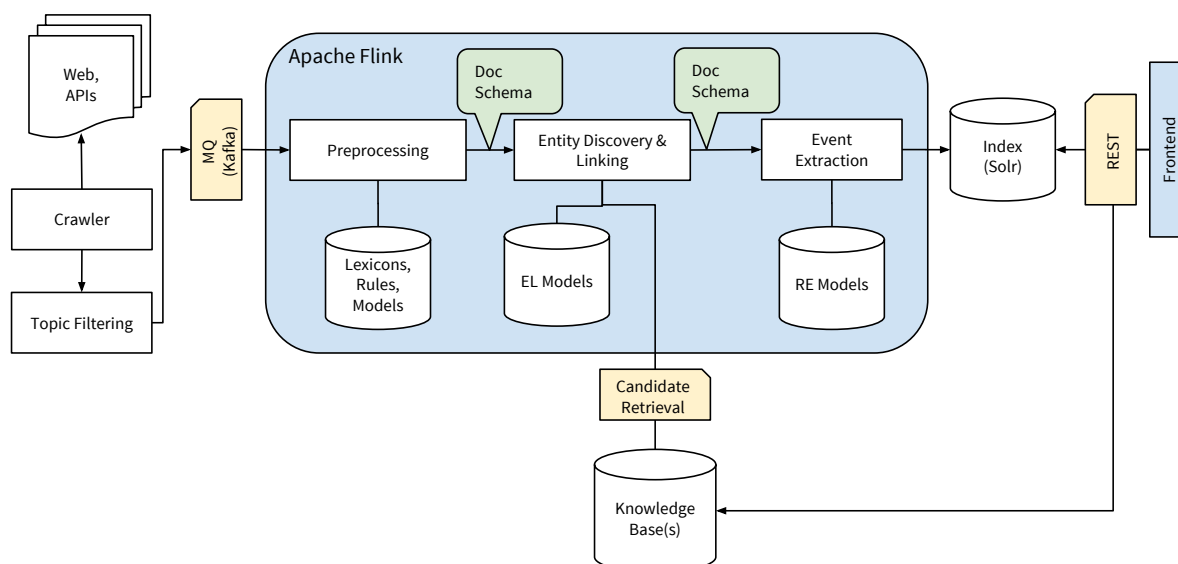 Web,
APIs
Crawler
Topic Filtering
MQ
(Kafka)
Apache Flink
Doc
Schema
Doc
Schema
Preprocessing
Entity Discovery &
Linking
Event
Extraction
Lexicons,
Rules,
Models
EL Models
RE Models
Candidate
Retrieval
Knowledge
Base(s)
Index
(Solr)
REST
Frontend